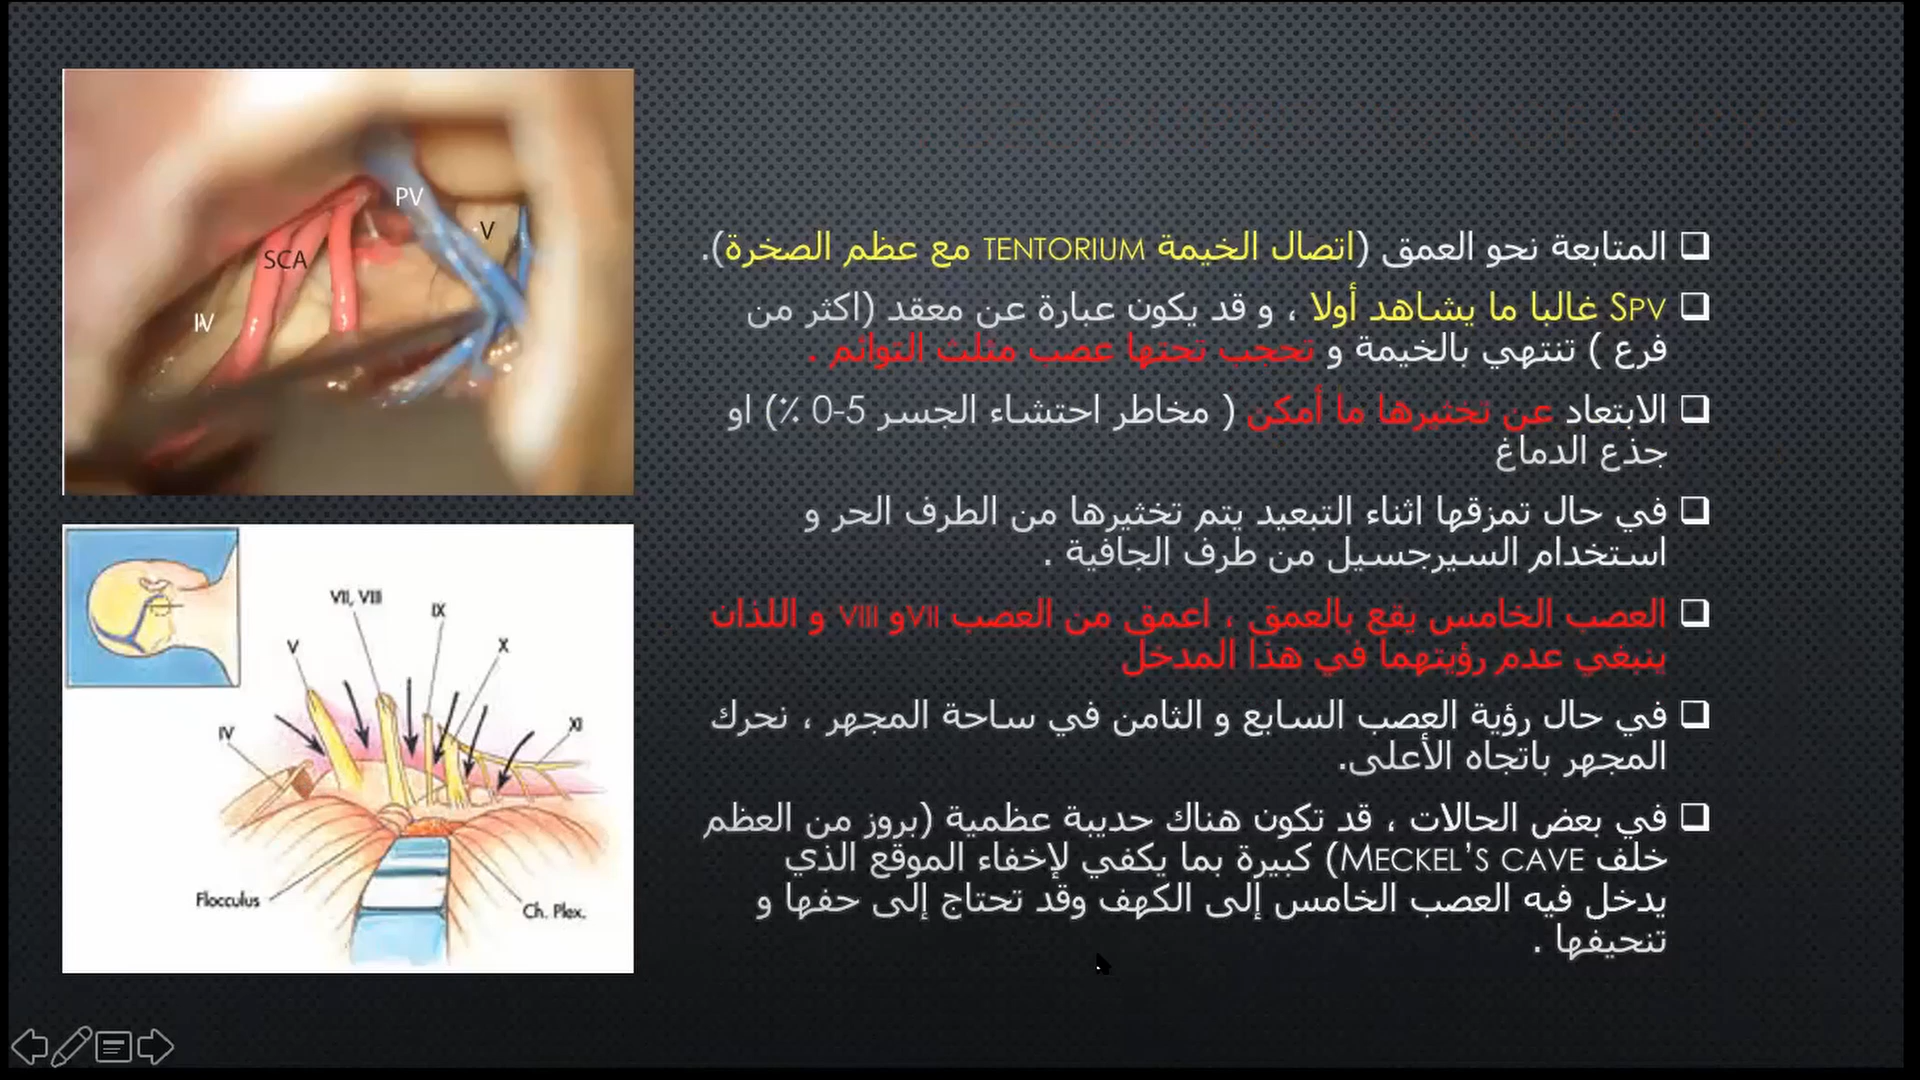 PV
V
SCA
IV
VII, VIII
IX
V
X
IV
XI
Flocculus
Ch. Plex.
المتابعة نحو العمق (اتصال الخيمة TENTORIUM مع عظم الصخرة).
SPV غالبا ما يشاهد أولا ، و قد يكون عبارة عن معقد (اكثر من
فرع ) تنتهي بالخيمة و تحجب تحتها عصب مثلث التوائم .
الابتعاد عن تخثيرها ما أمكن ( مخاطر احتشاء الجسر 5-0 ٪) او
جذع الدماغ
في حال تمزقها اثناء التبعيد يتم تخثيرها من الطرف الحر و
استخدام السيرجسيل من طرف الجافية .
العصب الخامس يقع بالعمق ، اعمق من العصب VIIو VIII و اللذان
ينبغي عدم رؤيتهما في هذا المدخل
في حال رؤية العصب السابع و الثامن في ساحة المجهر ، نحرك
المجهر باتجاه الأعلى.
في بعض الحالات ، قد تكون هناك حديبة عظمية (بروز من العظم
خلف MECKEL'S CAVE) كبيرة بما يكفي لإخفاء الموقع الذي
يدخل فيه العصب الخامس إلى الكهف وقد تحتاج إلى حفها و
تنحيفها .